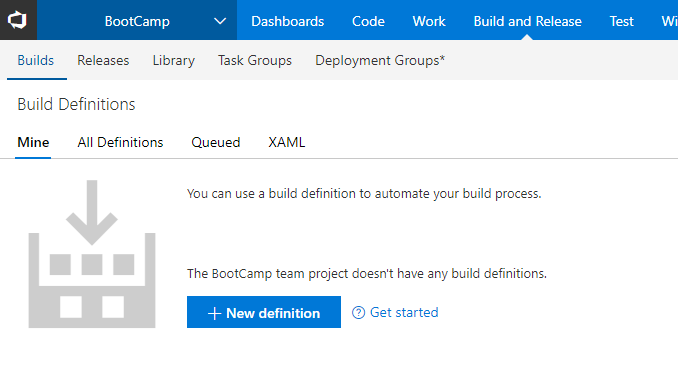 BootCamp Dashboards Code Work Build and Release Test Wi
Builds Releases Library Task Groups Deployment Groups*
Build Definitions
Mine All Definitions Queued XAML
You can use a build definition to automate your build process.
The BootCamp team project doesn't have any build definitions.
+ New definition ? Get started